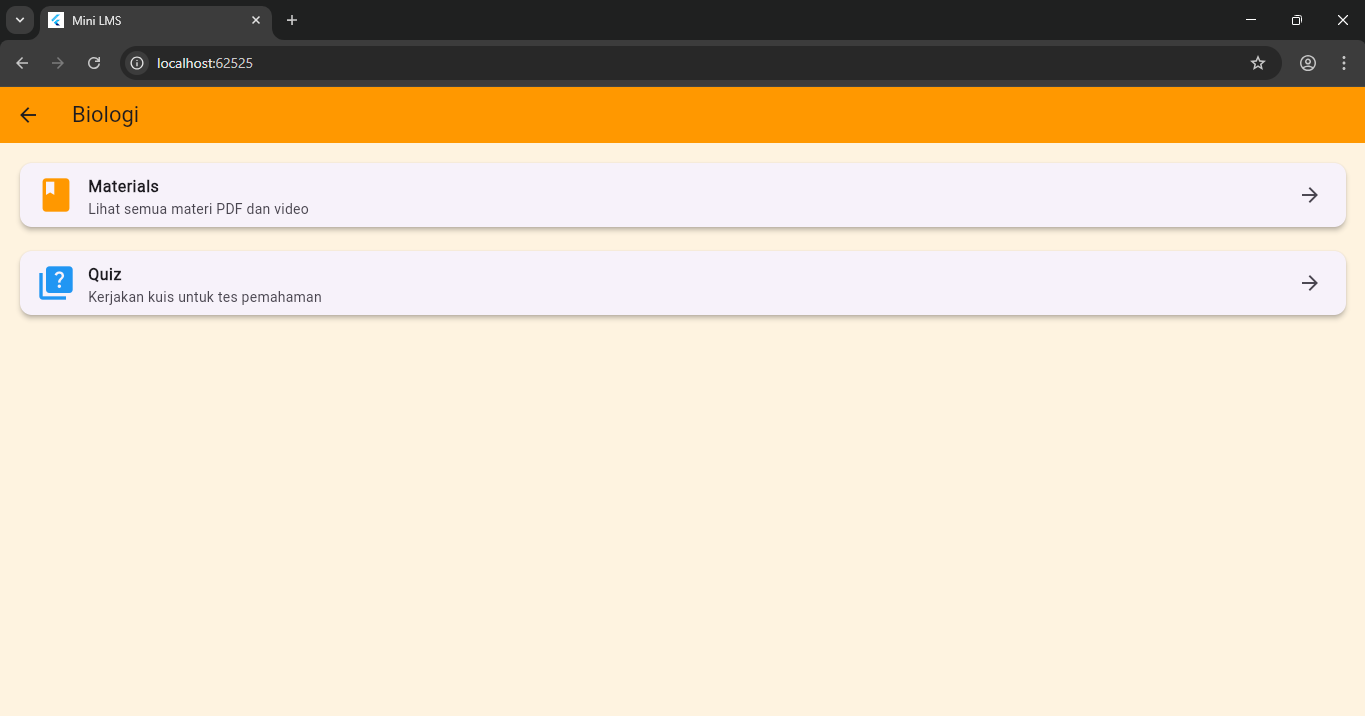 Mini LMS
localhost:62525
Biologi
Materials
Lihat semua materi PDF dan video
?
Quiz
Kerjakan kuis untuk tes pemahaman